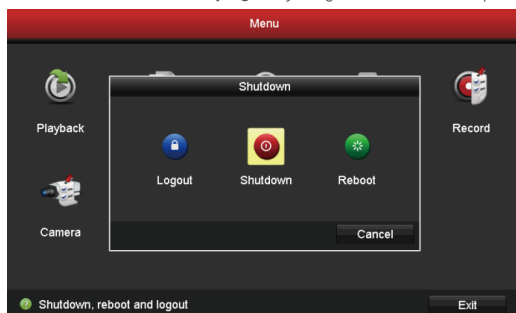 Menu
Shutdown
Playback
Record
Logout Shutdown Reboot
Camera
Cancel
Shutdown, reboot and logout
Exit